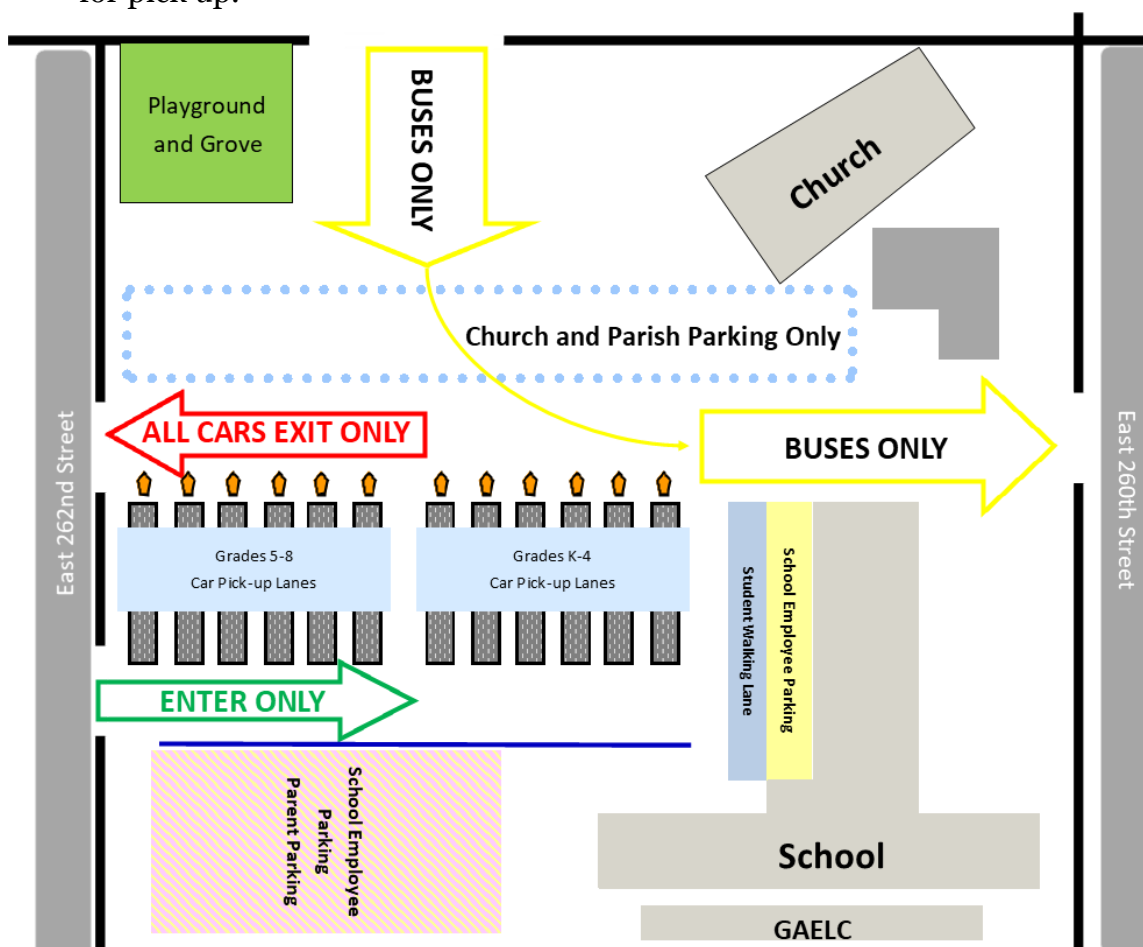 for pick up.
Playground
and Grove
BUSES ONLY
Church
Church and Parish Parking Only
ALL CARS EXIT ONLY
BUSES ONLY
East 262nd Street
East 260th Street
Grades 5-8
Car Pick-up Lanes
Grades K-4
Car Pick-up Lanes
Student Walking Lane
School Employee Parking
ENTER ONLY
School Employee
Parking
Parent Parking
School
GAELC